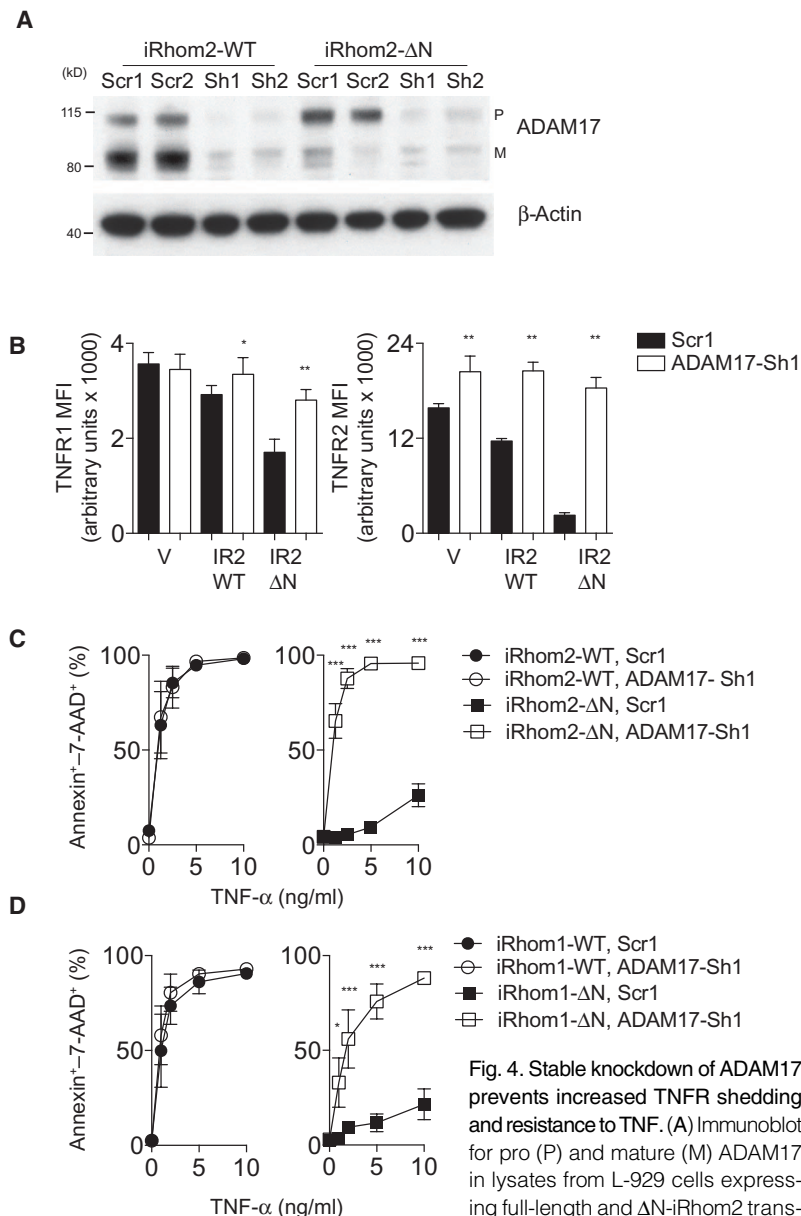 A
iRhom2-WT iRhom2-ΔN
(kD) Scr1 Scr2 Sh1 Sh2 Scr1 Scr2 Sh1 Sh2
115 P
ADAM17
M
80
β-Actin
40
B
TNFR1 MFI
(arbitrary units x 1000)
4
2
0
* **
V IR2 WT IR2 ΔN
TNFR2 MFI
(arbitrary units x 1000)
24
12
0
** ** **
V IR2 WT IR2 ΔN
Scr1
ADAM17-Sh1
C
Annexin⁺–7-AAD⁺ (%)
100
50
0
0 5 10
100
50
0
*** *** *** ***
0 5 10
TNF-α (ng/ml)
iRhom2-WT, Scr1
iRhom2-WT, ADAM17- Sh1
iRhom2-ΔN, Scr1
iRhom2-ΔN, ADAM17-Sh1
D
Annexin⁺–7-AAD⁺ (%)
100
50
0
0 5 10
100
50
0
* *** *** ***
0 5 10
TNF-α (ng/ml)
iRhom1-WT, Scr1
iRhom1-WT, ADAM17-Sh1
iRhom1-ΔN, Scr1
iRhom1-ΔN, ADAM17-Sh1
Fig. 4. Stable knockdown of ADAM17
prevents increased TNFR shedding
and resistance to TNF. (A) Immunoblot
for pro (P) and mature (M) ADAM17
in lysates from L-929 cells express-
ing full-length and ΔN-iRhom2 trans-